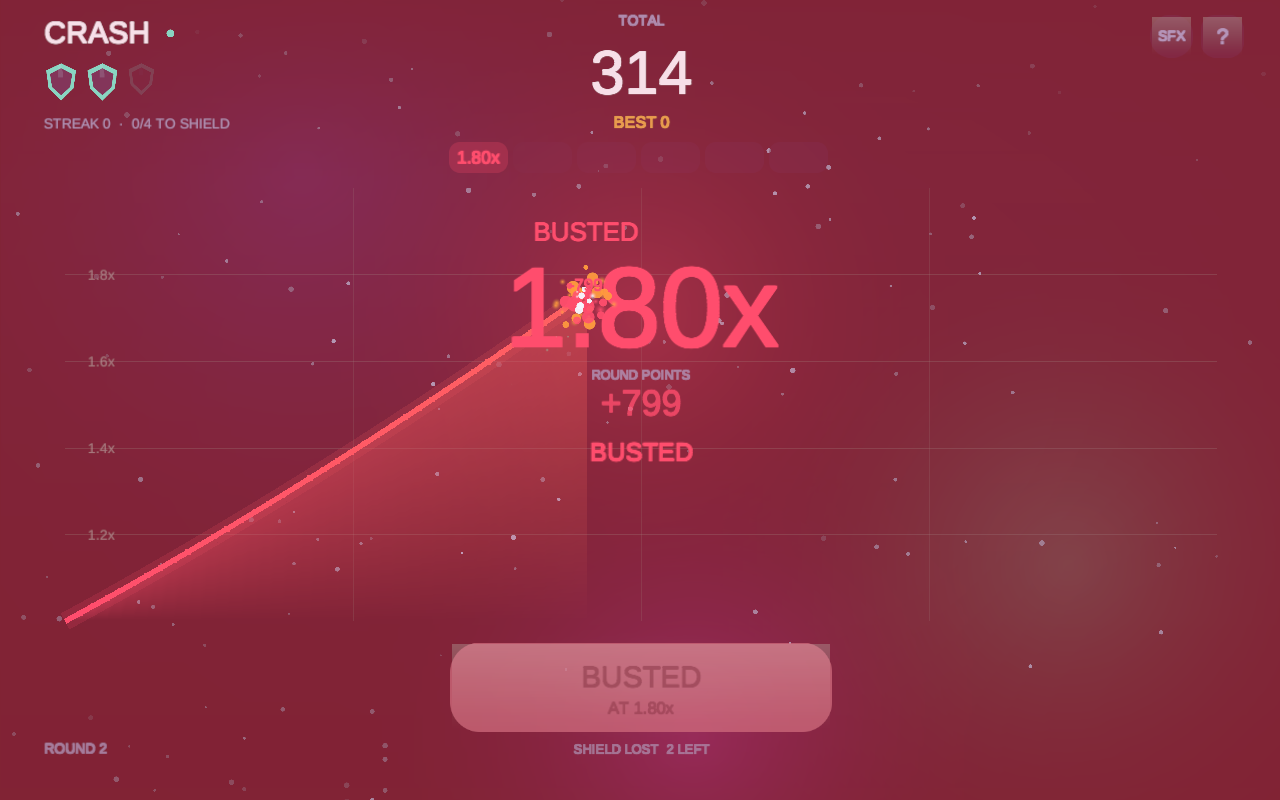 CRASH
TOTAL
SFX
?
314
STREAK 0 · 0/4 TO SHIELD
BEST 0
1.80x
BUSTED
1.8x
1.80x
1.6x
ROUND POINTS
+799
1.4x
BUSTED
1.2x
BUSTED
AT 1.80x
ROUND 2
SHIELD LOST 2 LEFT